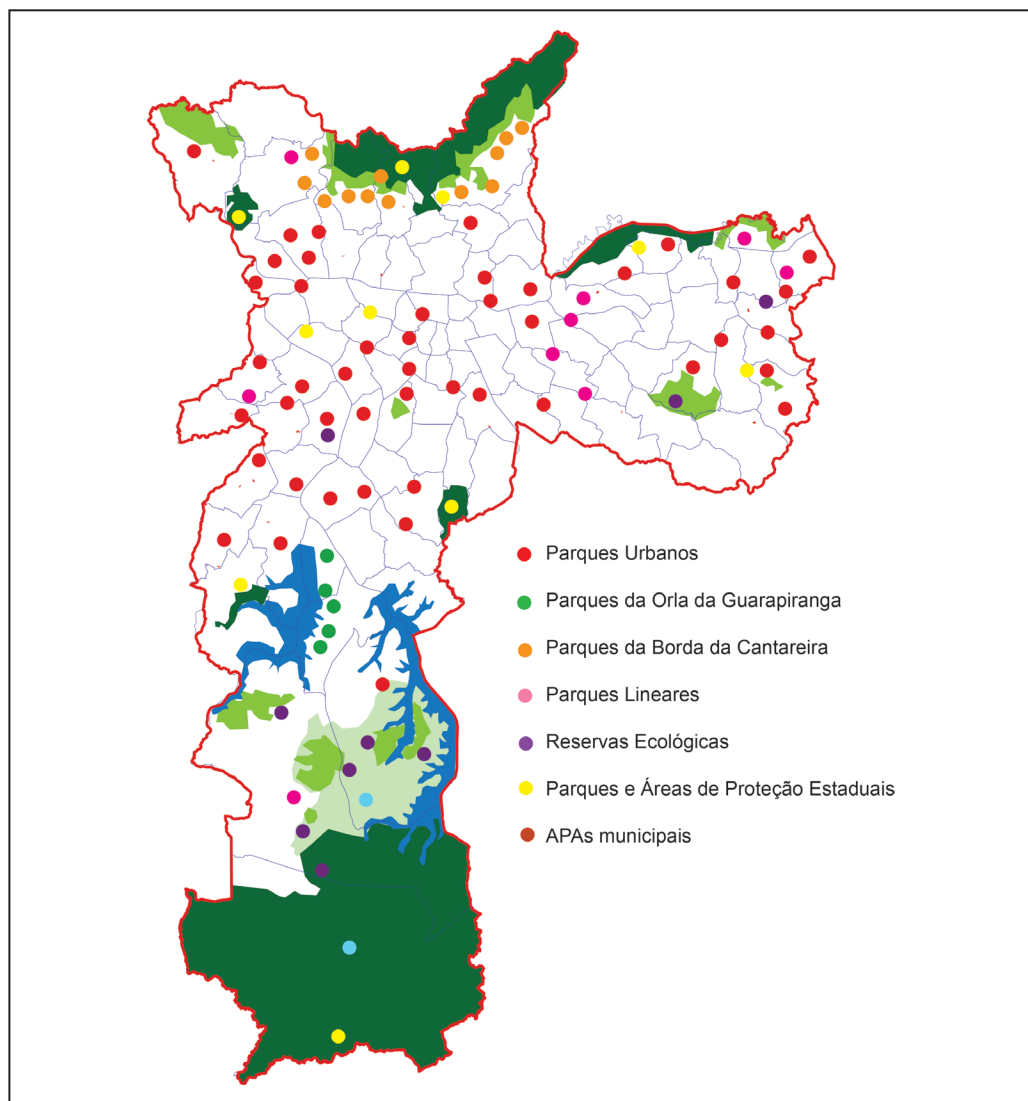 Parques Urbanos
Parques da Orla da Guarapiranga
Parques da Borda da Cantareira
Parques Lineares
Reservas Ecológicas
Parques e Áreas de Proteção Estaduais
APAs municipais